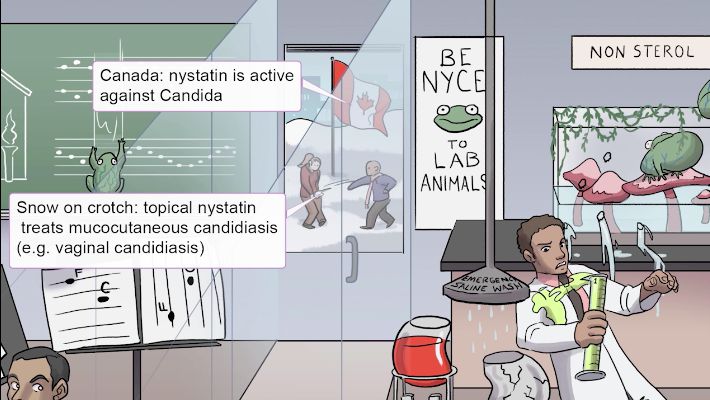 Canada: nystatin is active
against Candida
BE
NYCE
TO
LAB
ANIMALS
NON STEROL
Snow on crotch: topical nystatin
treats mucocutaneous candidiasis
(e.g. vaginal candidiasis)
EMERGENCY
SALINE WASH
F
C
F
C